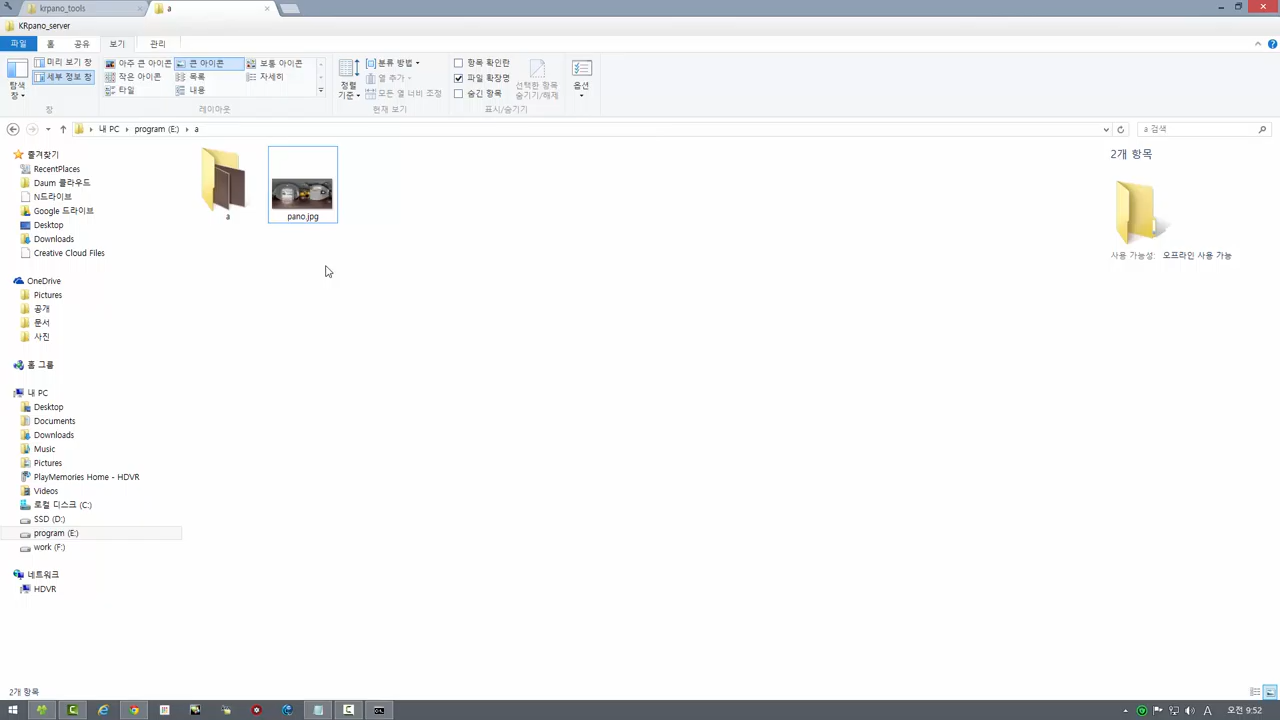 krpano_tools
a
KRpano_server
파일 홈 공유 보기 관리
미리 보기 창
세부 정보 창
탐색 창
아주 큰 아이콘
큰 아이콘
보통 아이콘
작은 아이콘
목록
자세히
타일
내용
정렬 기준
분류 방법
열 추가
모든 열 너비 조정
항목 확인란
파일 확장명
숨긴 항목
선택한 항목 숨기기/해제
옵션
창
레이아웃
현재 보기
표시/숨기기
내 PC
program (E:)
a
a 검색
즐겨찾기
RecentPlaces
Daum 클라우드
N드라이브
Google 드라이브
Desktop
Downloads
Creative Cloud Files
OneDrive
Pictures
공개
문서
사진
홈 그룹
내 PC
Desktop
Documents
Downloads
Music
Pictures
PlayMemories Home - HDVR
Videos
로컬 디스크 (C:)
SSD (D:)
program (E:)
work (F:)
네트워크
HDVR
a
pano.jpg
2개 항목
사용 가능성: 오프라인 사용 가능
2개 항목
A
오전 9:52